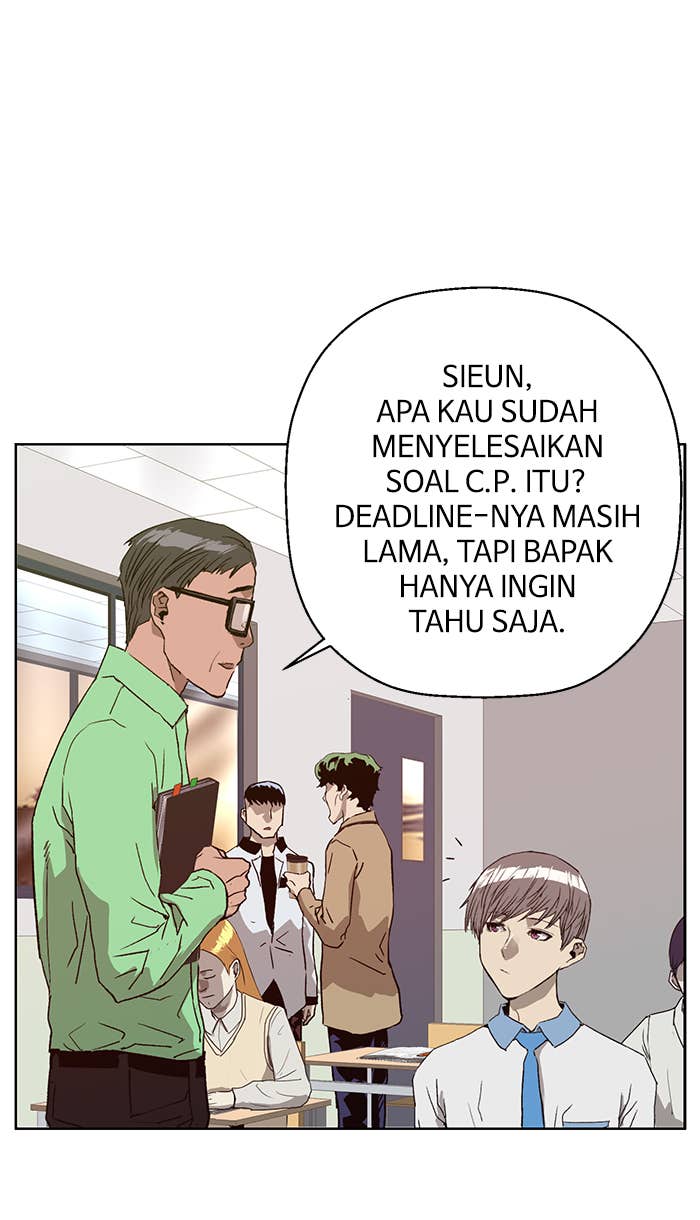 SIEUN,
APA KAU SUDAH
MENYELESAIKAN
SOAL C.P. ITU?
DEADLINE-NYA MASIH
LAMA, TAPI BAPAK
HANYA INGIN
TAHU SAJA.